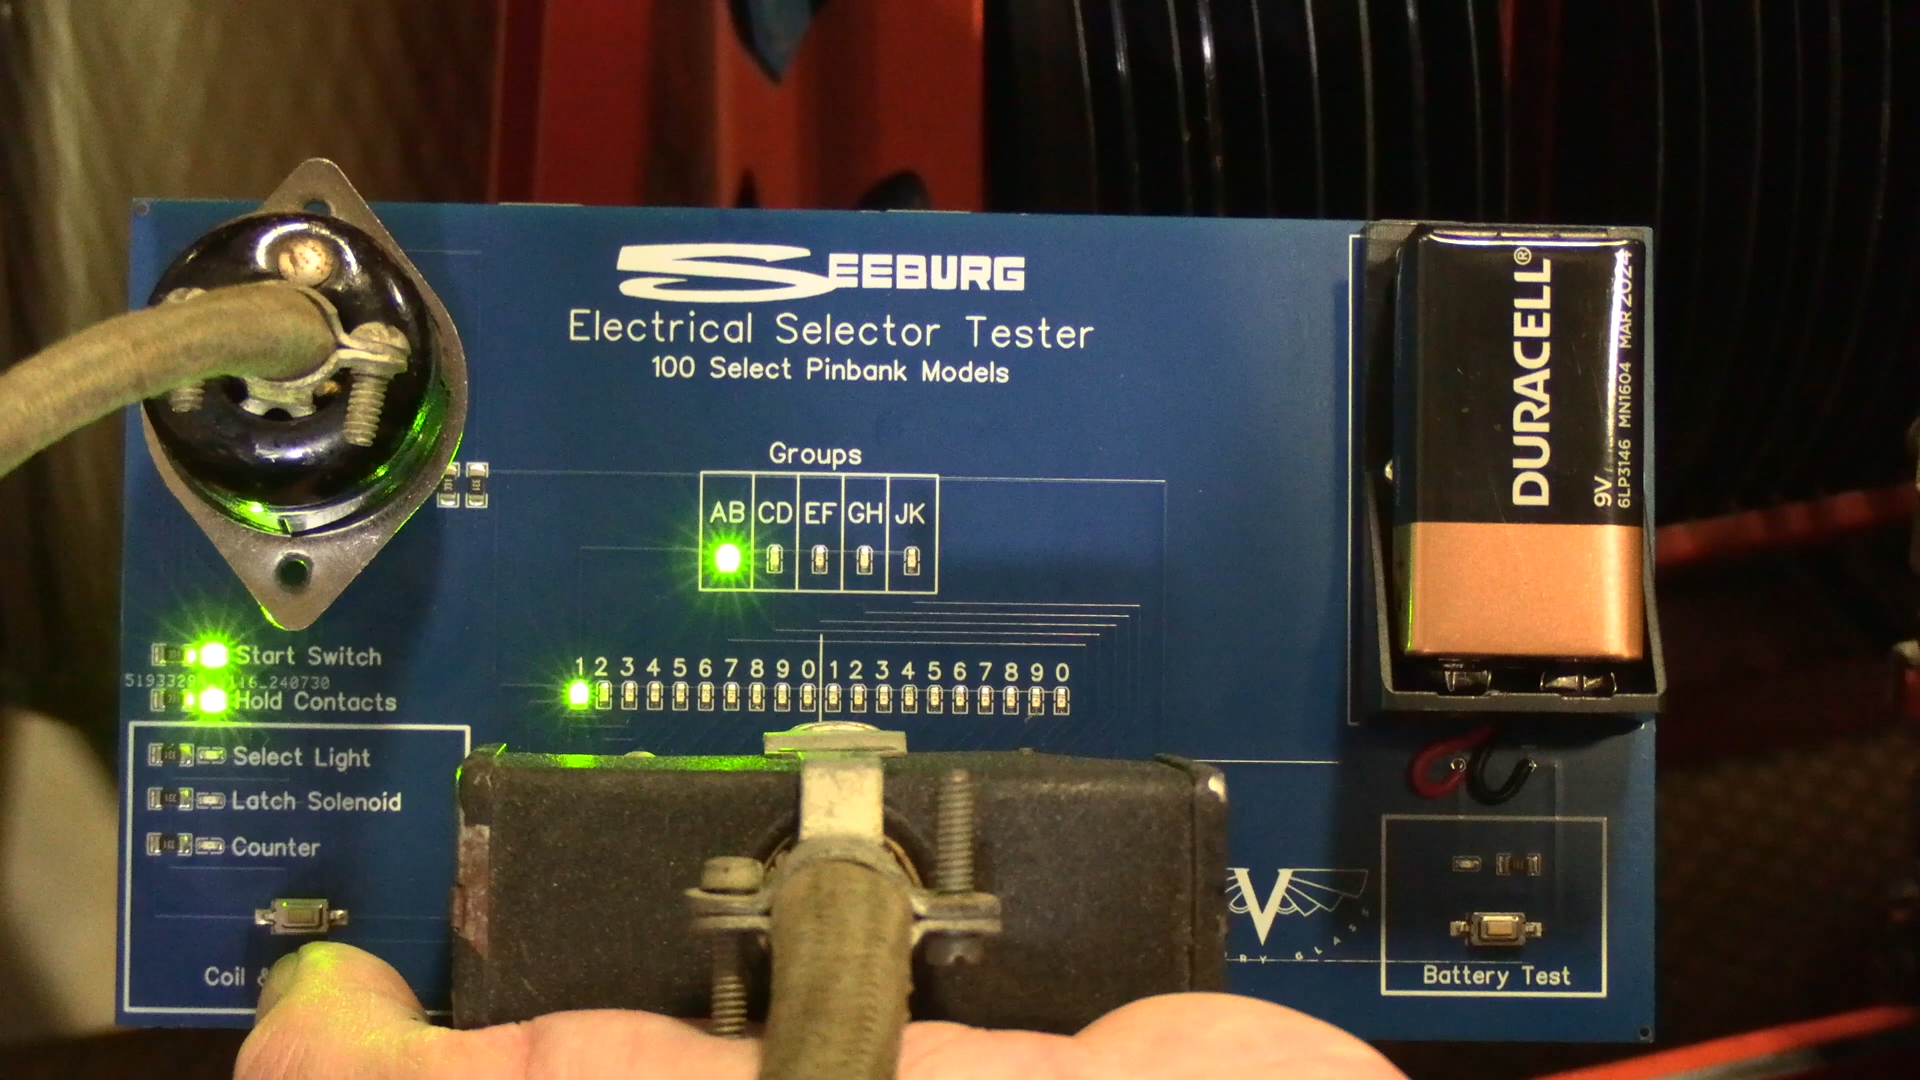 SEEBURG
Electrical Selector Tester
100 Select Pinbank Models
DURACELL®
9V
6LP3146 MN1604 MAR 2024
Groups
AB CD EF GH JK
1 2 3 4 5 6 7 8 9 0 1 2 3 4 5 6 7 8 9 0
Start Switch
Hold Contacts
Select Light
Latch Solenoid
Counter
Coil &
V
Battery Test